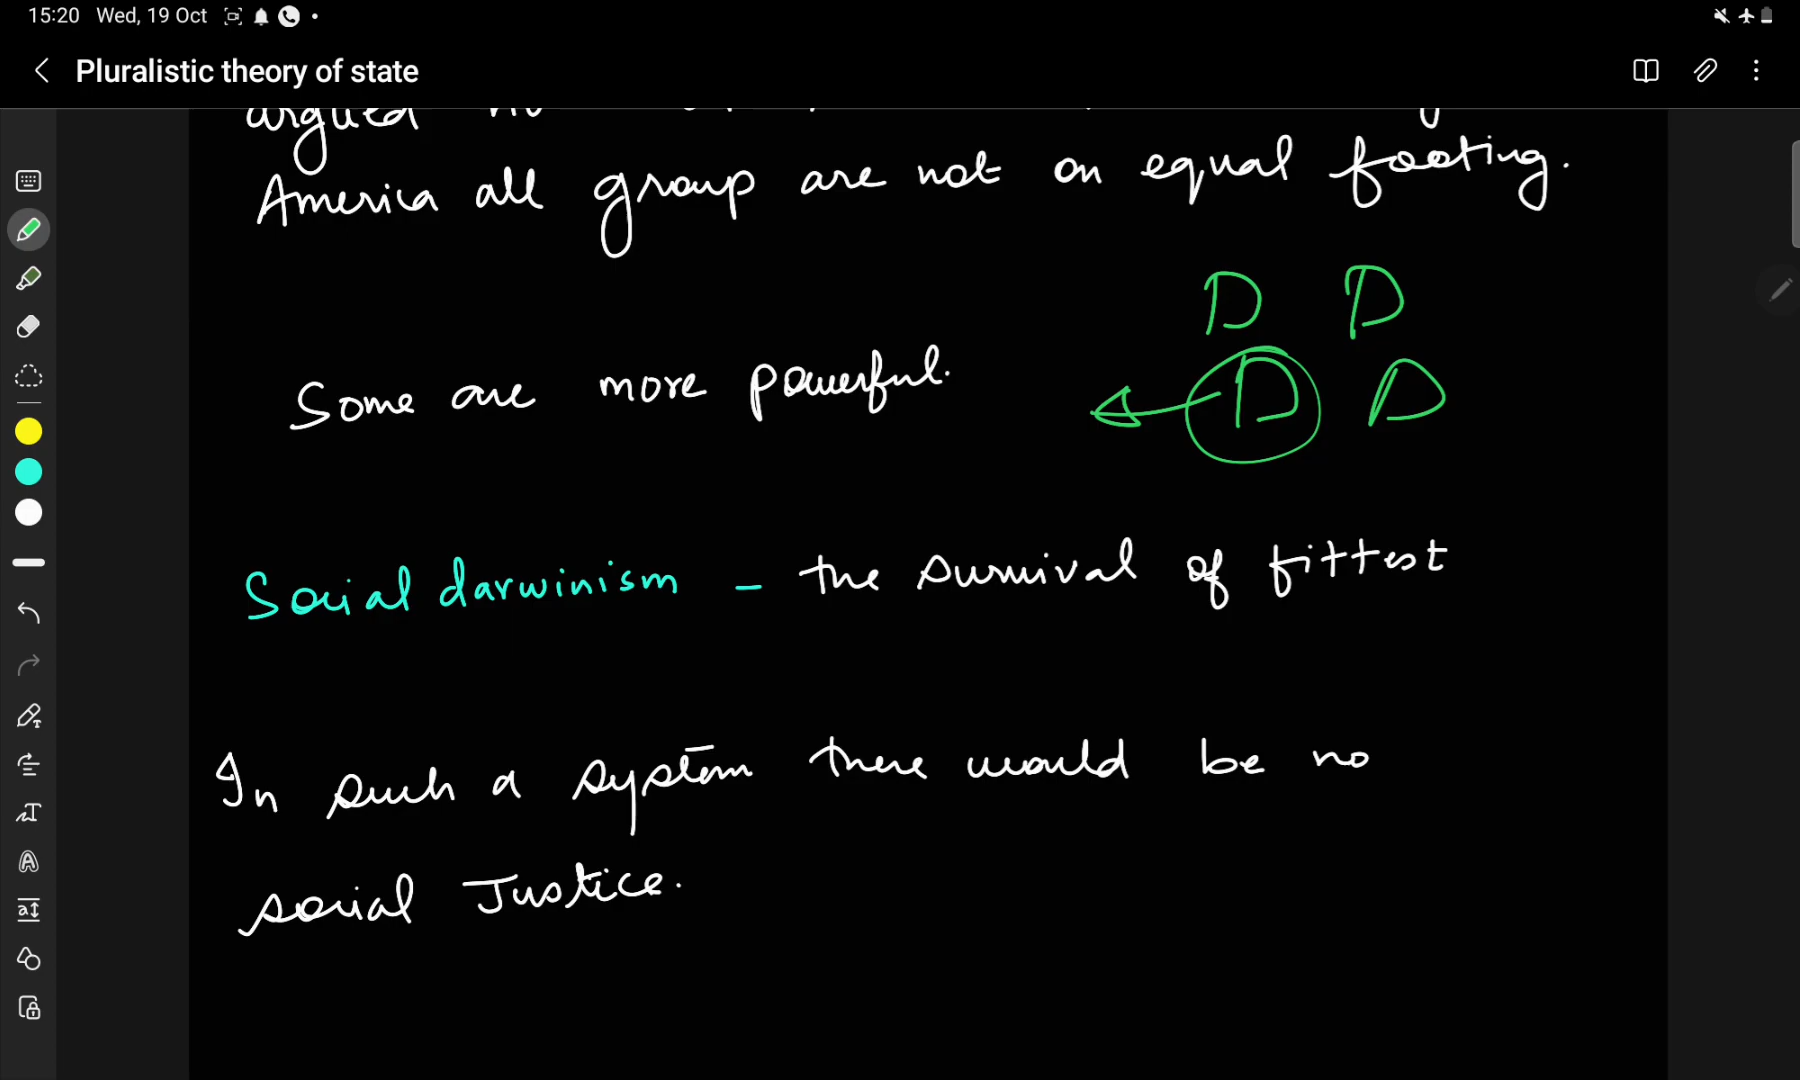 15:20 Wed, 19 Oct
Pluralistic theory of state
argued
America all group are not on equal footing.
D D
Some are more powerful. D D
Social darwinism - the survival of fittest
In such a system there would be no
social Justice.